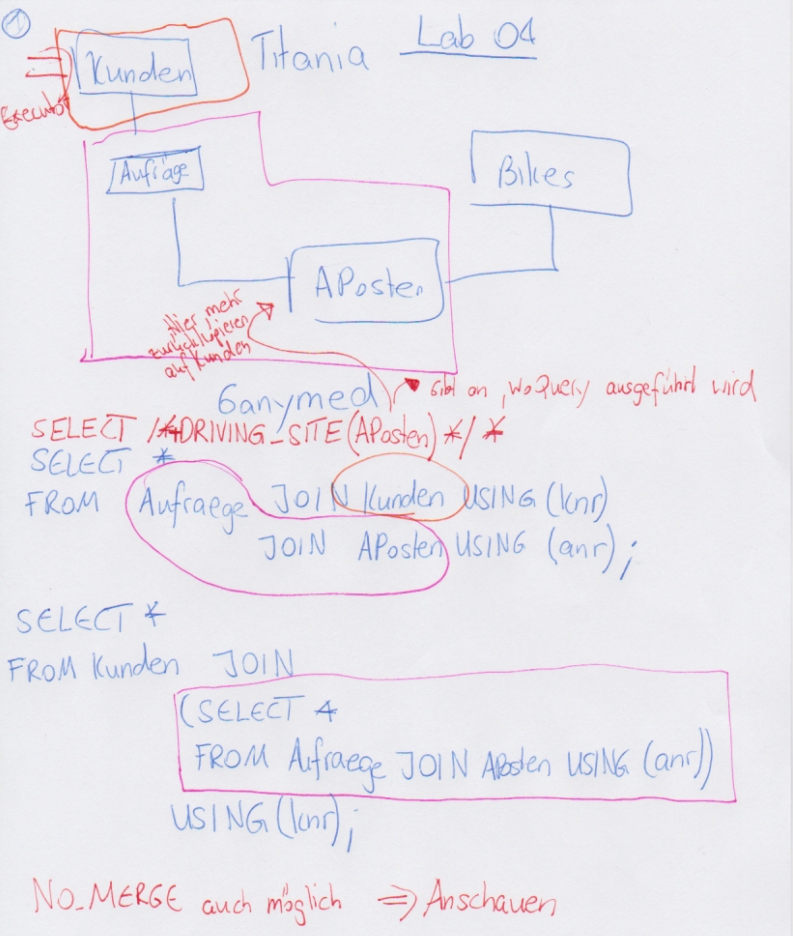 ① Titania Lab 04
Kunden
Executor
Aufräge
Bikes
APosten
Hier mehr
zurückkopieren
auf Kunden
Ganymed Gibt an, wo Query ausgeführt wird
SELECT /*+DRIVING_SITE(APosten) */ *
SELECT *
FROM Aufraege JOIN Kunden USING (knr)
JOIN APosten USING (anr);
SELECT *
FROM Kunden JOIN
(SELECT *
FROM Aufraege JOIN APosten USING (anr))
USING (knr);
NO_MERGE auch möglich => Anschauen